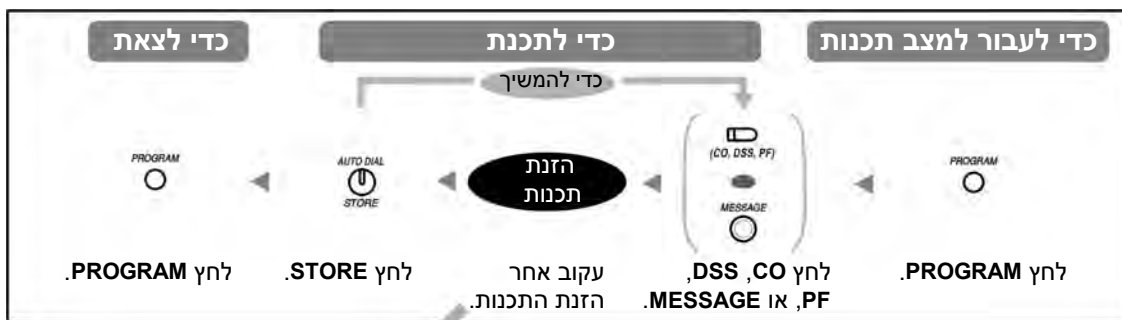 כדי לעבור למצב תכנות
כדי לתכנת
כדי לצאת
כדי להמשיך
PROGRAM
(CO, DSS, PF)
MESSAGE
הזנת
תכנות
AUTO DIAL
STORE
PROGRAM
לחץ PROGRAM.
לחץ CO, DSS,
PF, או MESSAGE.
עקוב אחר
הזנת התכנות.
לחץ STORE.
לחץ PROGRAM.